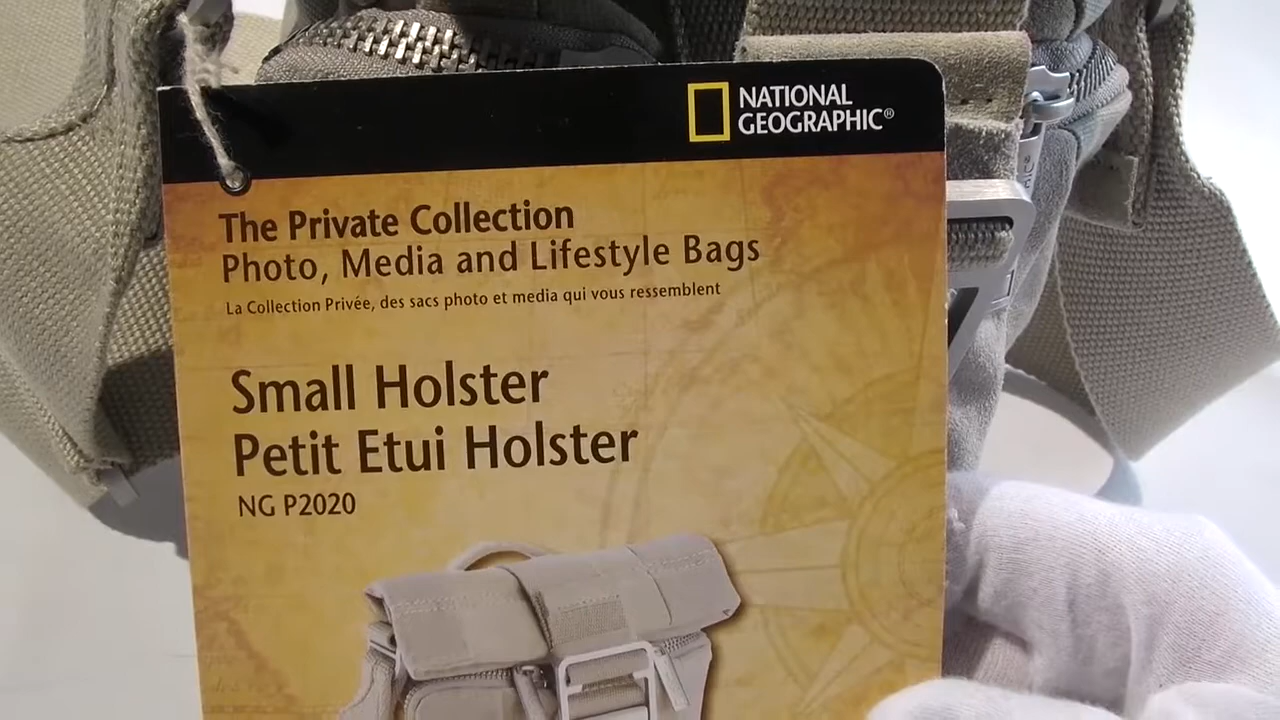 NATIONAL
GEOGRAPHIC®
The Private Collection
Photo, Media and Lifestyle Bags
La Collection Privée, des sacs photo et media qui vous ressemblent
Small Holster
Petit Etui Holster
NG P2020